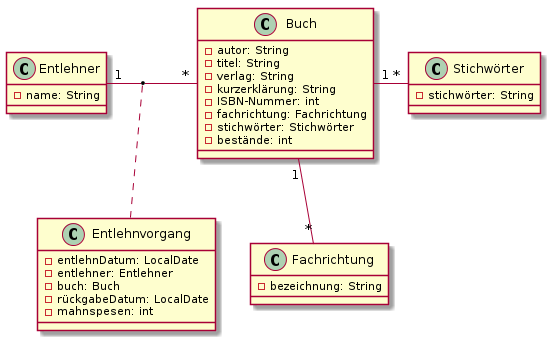 C Buch
autor: String
titel: String
verlag: String
kurzerklärung: String
ISBN-Nummer: int
fachrichtung: Fachrichtung
stichwörter: Stichwörter
bestände: int
C Entlehner
name: String
1
*
1
*
C Stichwörter
stichwörter: String
1
*
C Entlehnvorgang
entlehnDatum: LocalDate
entlehner: Entlehner
buch: Buch
rückgabeDatum: LocalDate
mahnspesen: int
C Fachrichtung
bezeichnung: String